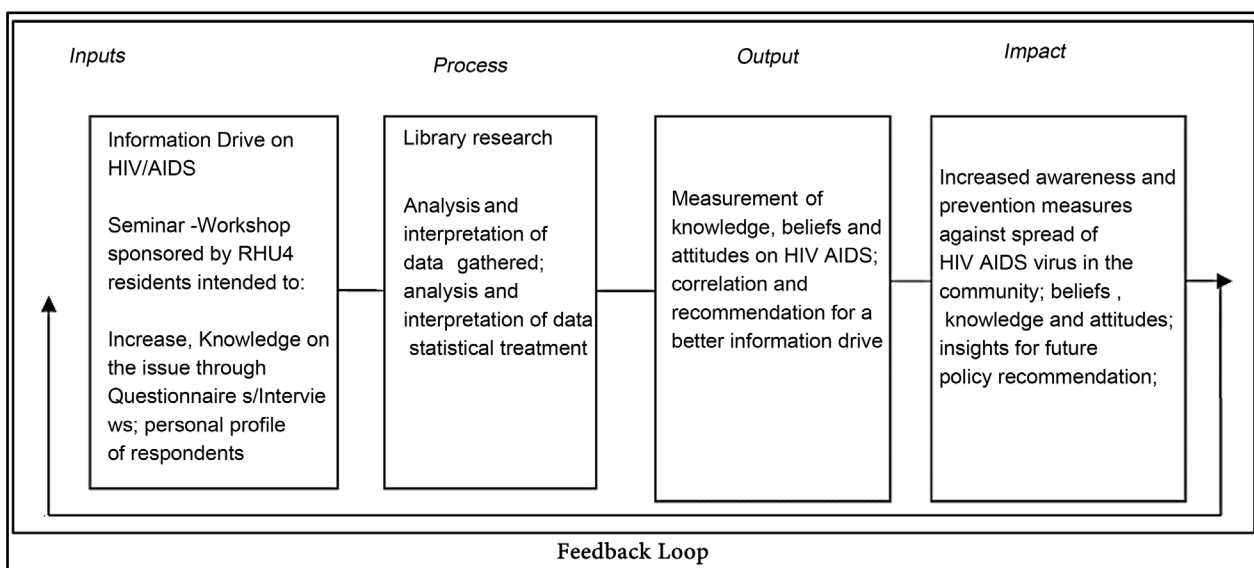 Inputs
Process
Output
Impact
Information Drive on
HIV/AIDS
Seminar -Workshop
sponsored by RHU4
residents intended to:
Increase, Knowledge on
the issue through
Questionnaire s/Intervie
ws; personal profile
of respondents
Library research
Analysis and
interpretation of
data gathered;
analysis and
interpretation of data
statistical treatment
Measurement of
knowledge, beliefs and
attitudes on HIV AIDS;
correlation and
recommendation for a
better information drive
Increased awareness and
prevention measures
against spread of
HIV AIDS virus in the
community; beliefs ,
knowledge and attitudes;
insights for future
policy recommendation;
Feedback Loop